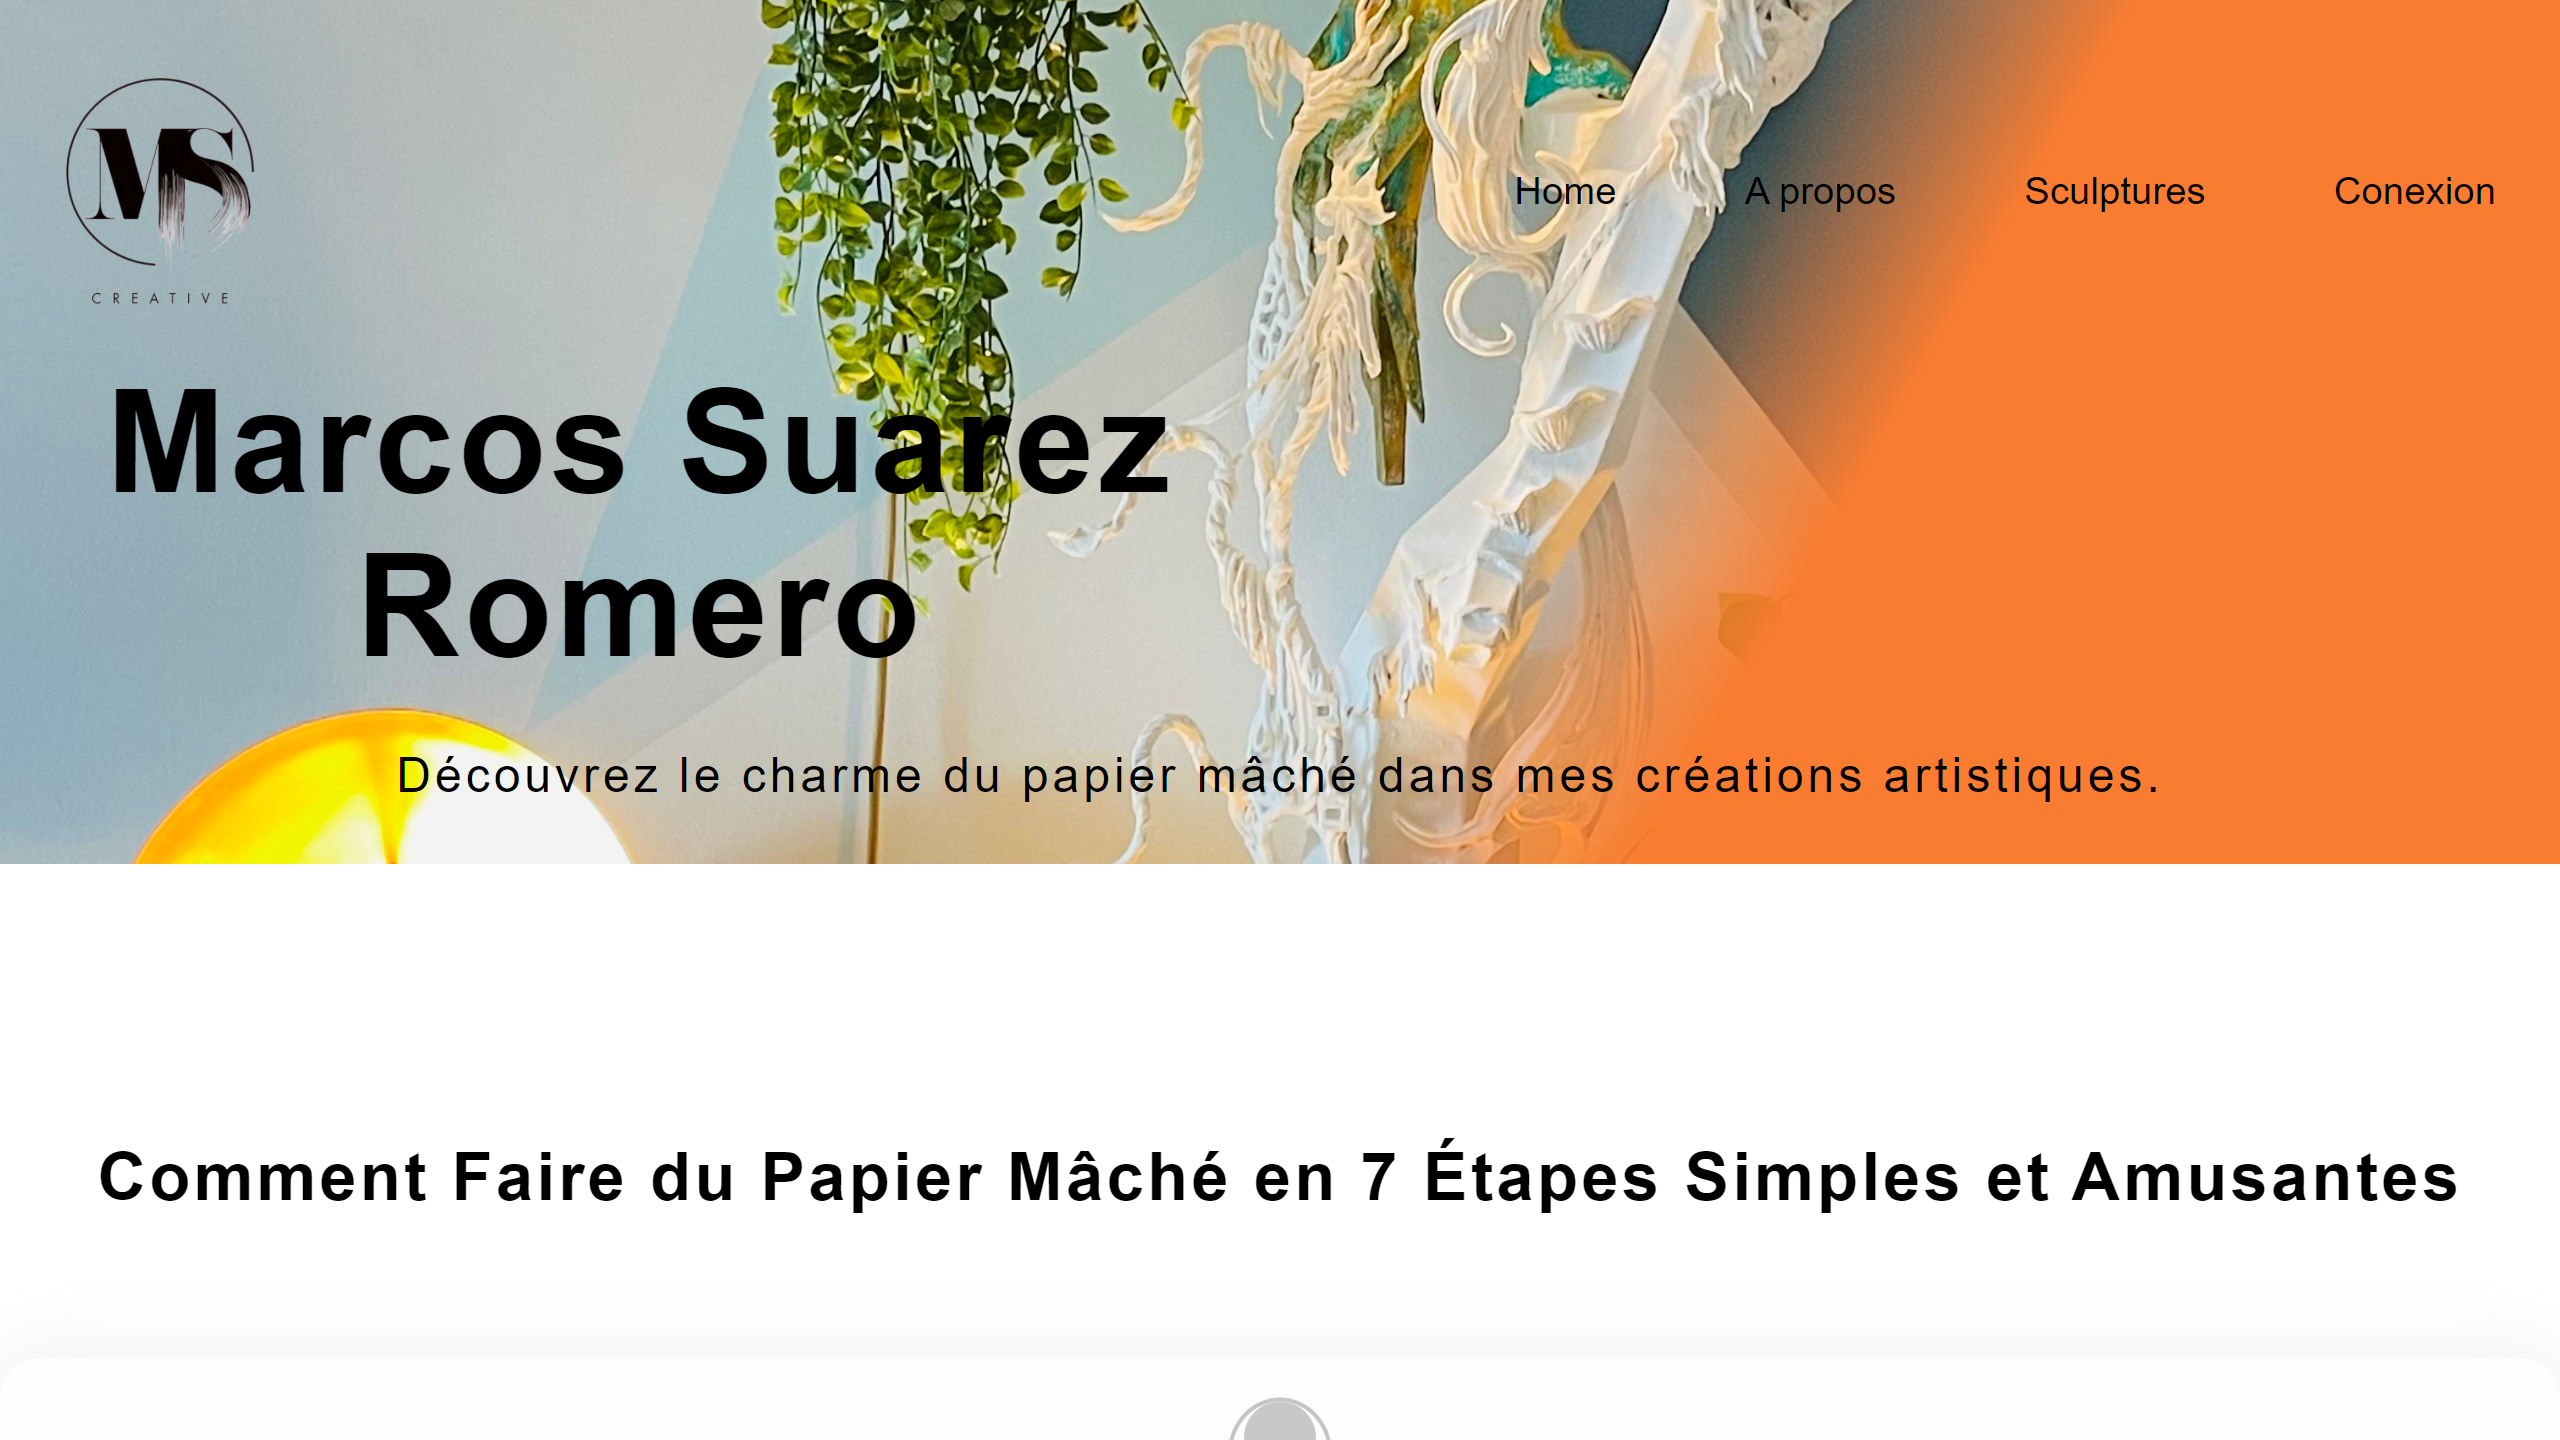 MS
CREATIVE
Home A propos Sculptures Conexion
Marcos Suarez
Romero
Découvrez le charme du papier mâché dans mes créations artistiques.
Comment Faire du Papier Mâché en 7 Étapes Simples et Amusantes